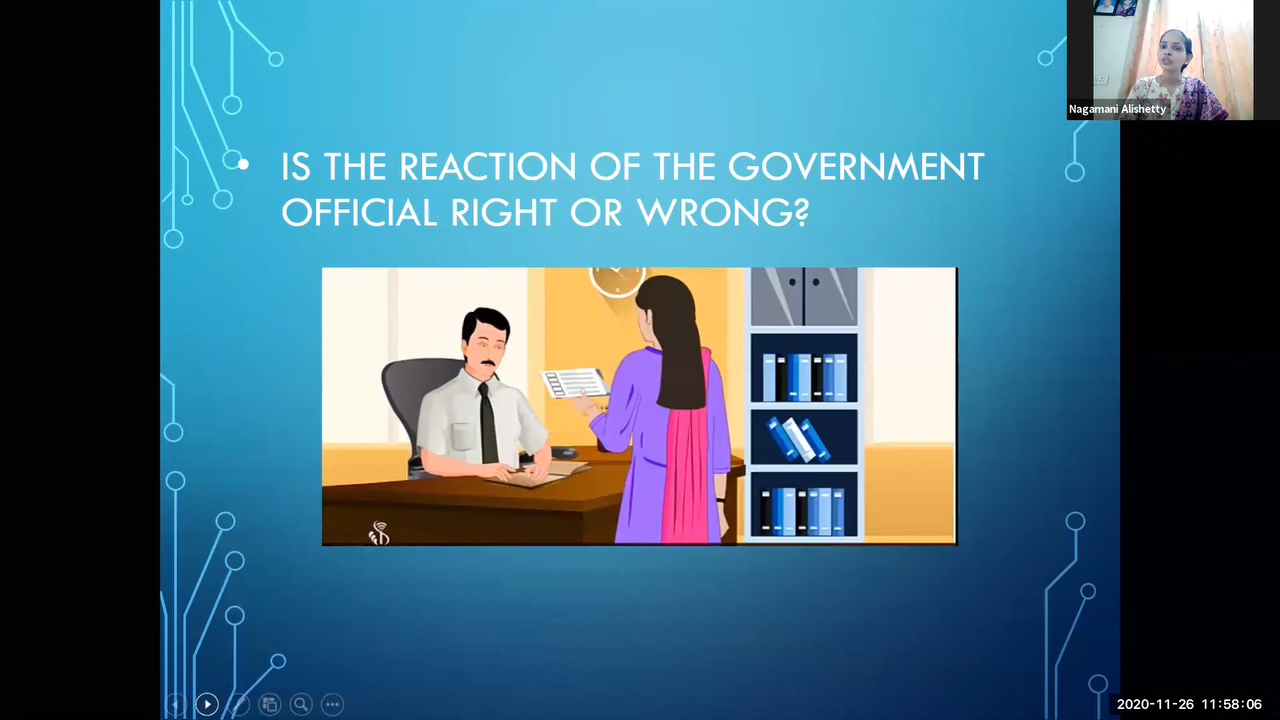 Nagamani Alishetty
IS THE REACTION OF THE GOVERNMENT
OFFICIAL RIGHT OR WRONG?
2020-11-26 11:58:06